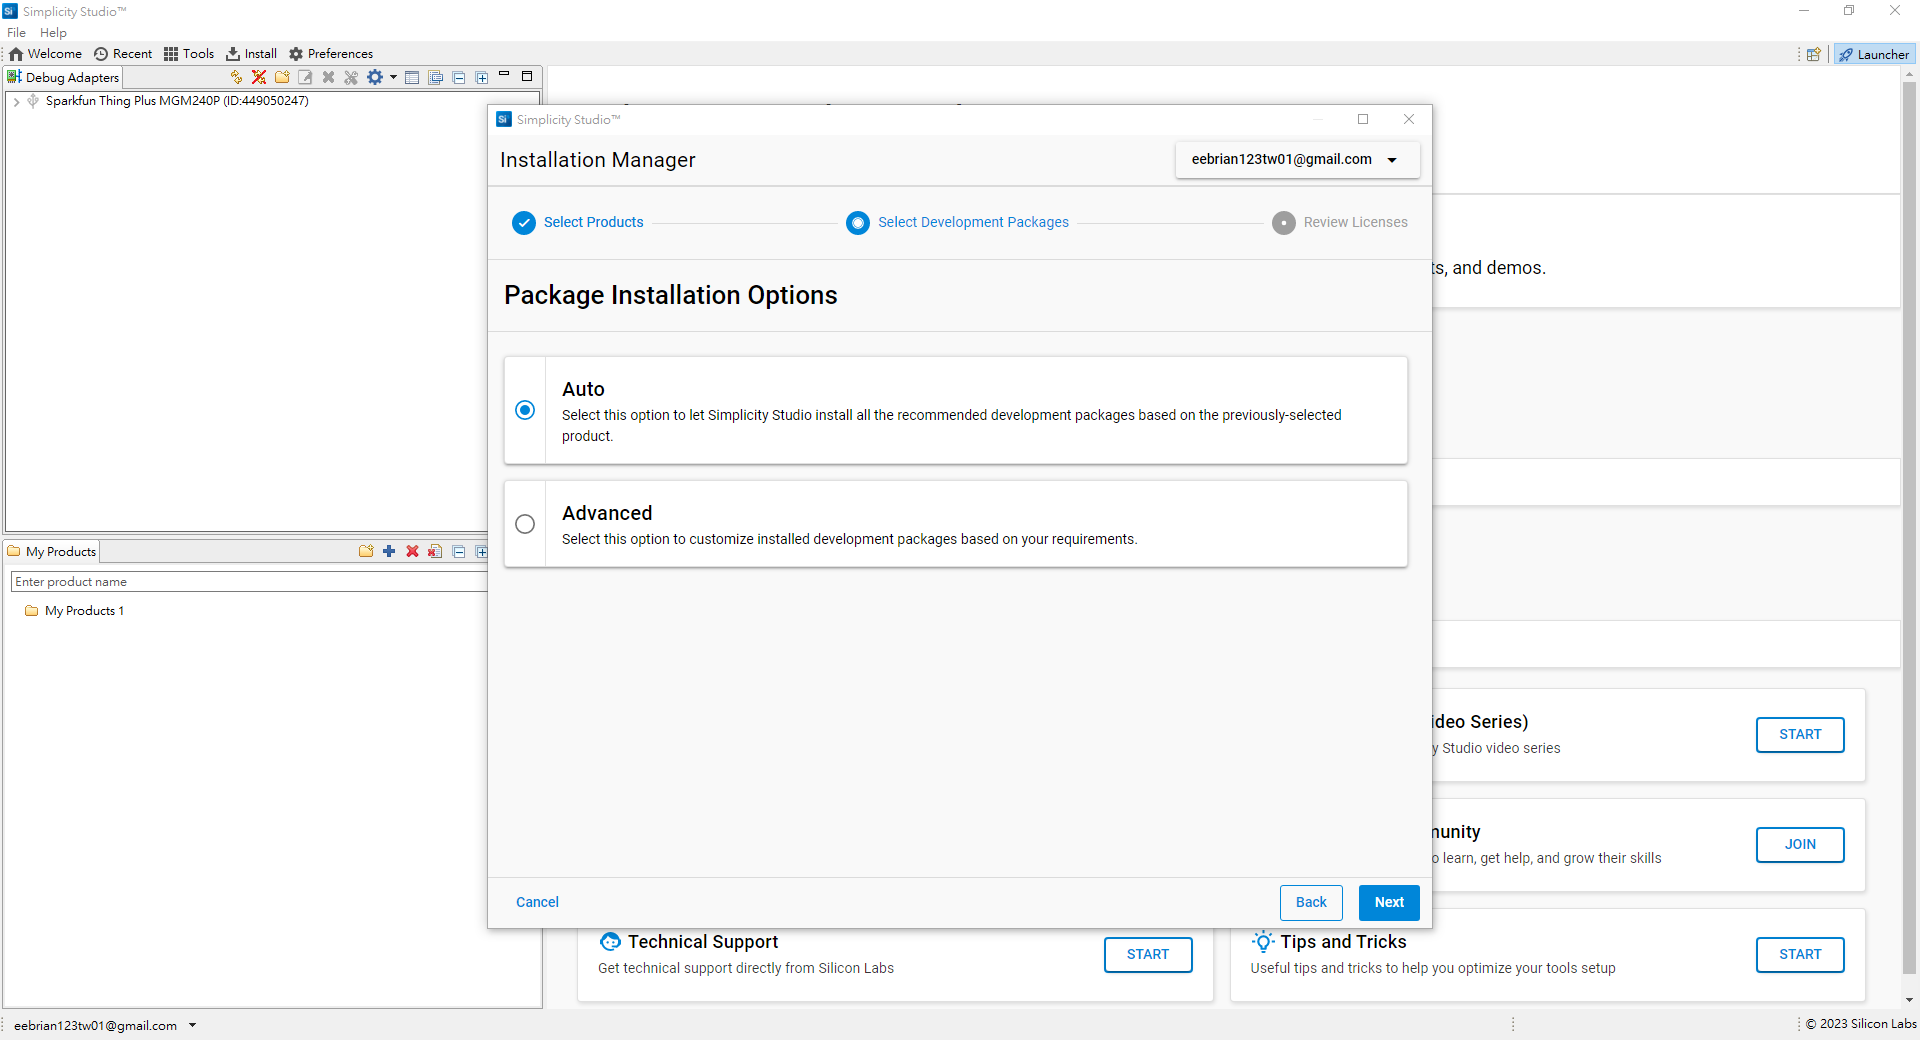 Simplicity Studio™
File Help
Welcome Recent Tools Install Preferences
Launcher
Debug Adapters
Sparkfun Thing Plus MGM240P (ID:449050247)
Simplicity Studio™
Installation Manager
eebrian123tw01@gmail.com
Select Products
Select Development Packages
Review Licenses
Package Installation Options
ts, and demos.
Auto
Select this option to let Simplicity Studio install all the recommended development packages based on the previously-selected
product.
Advanced
Select this option to customize installed development packages based on your requirements.
My Products
Enter product name
My Products 1
ideo Series)
y Studio video series
START
munity
o learn, get help, and grow their skills
JOIN
Cancel
Back
Next
Technical Support
Get technical support directly from Silicon Labs
START
Tips and Tricks
Useful tips and tricks to help you optimize your tools setup
START
eebrian123tw01@gmail.com
© 2023 Silicon Labs